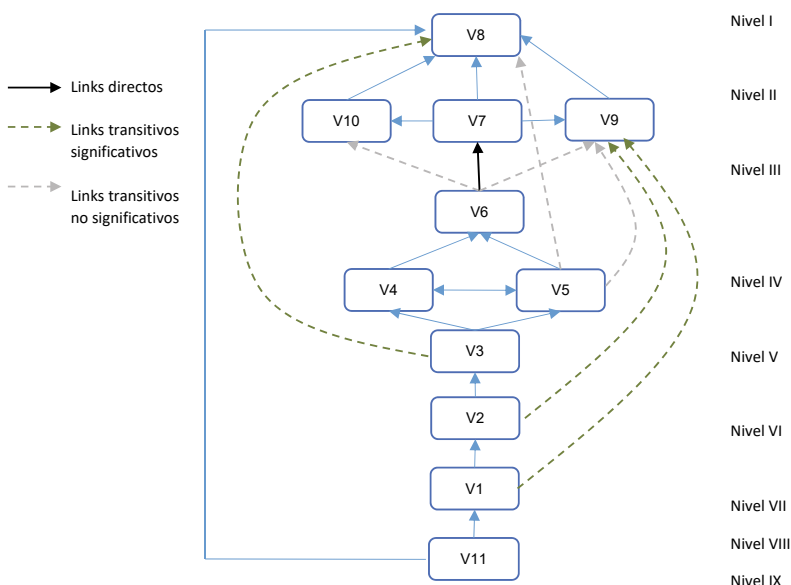 V8
Nivel I
Links directos
Nivel II
V10
V7
V9
Links transitivos
significativos
Nivel III
Links transitivos
no significativos
V6
V4
V5
Nivel IV
V3
Nivel V
V2
Nivel VI
V1
Nivel VII
Nivel VIII
V11
Nivel IX